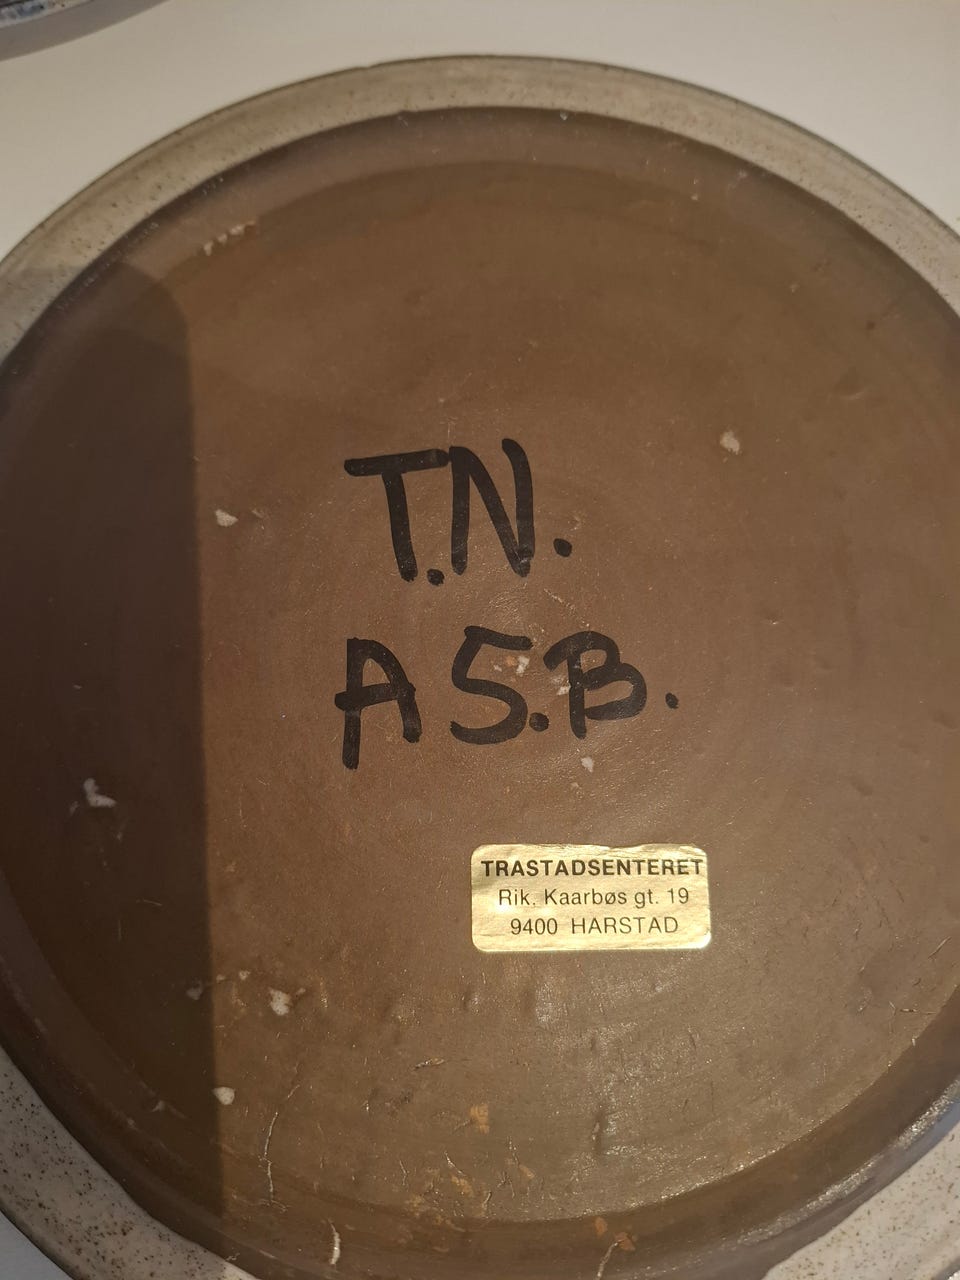 T.N.
A S.B.
TRASTADSENTERET
Rik. Kaarbøs gt. 19
9400 HARSTAD